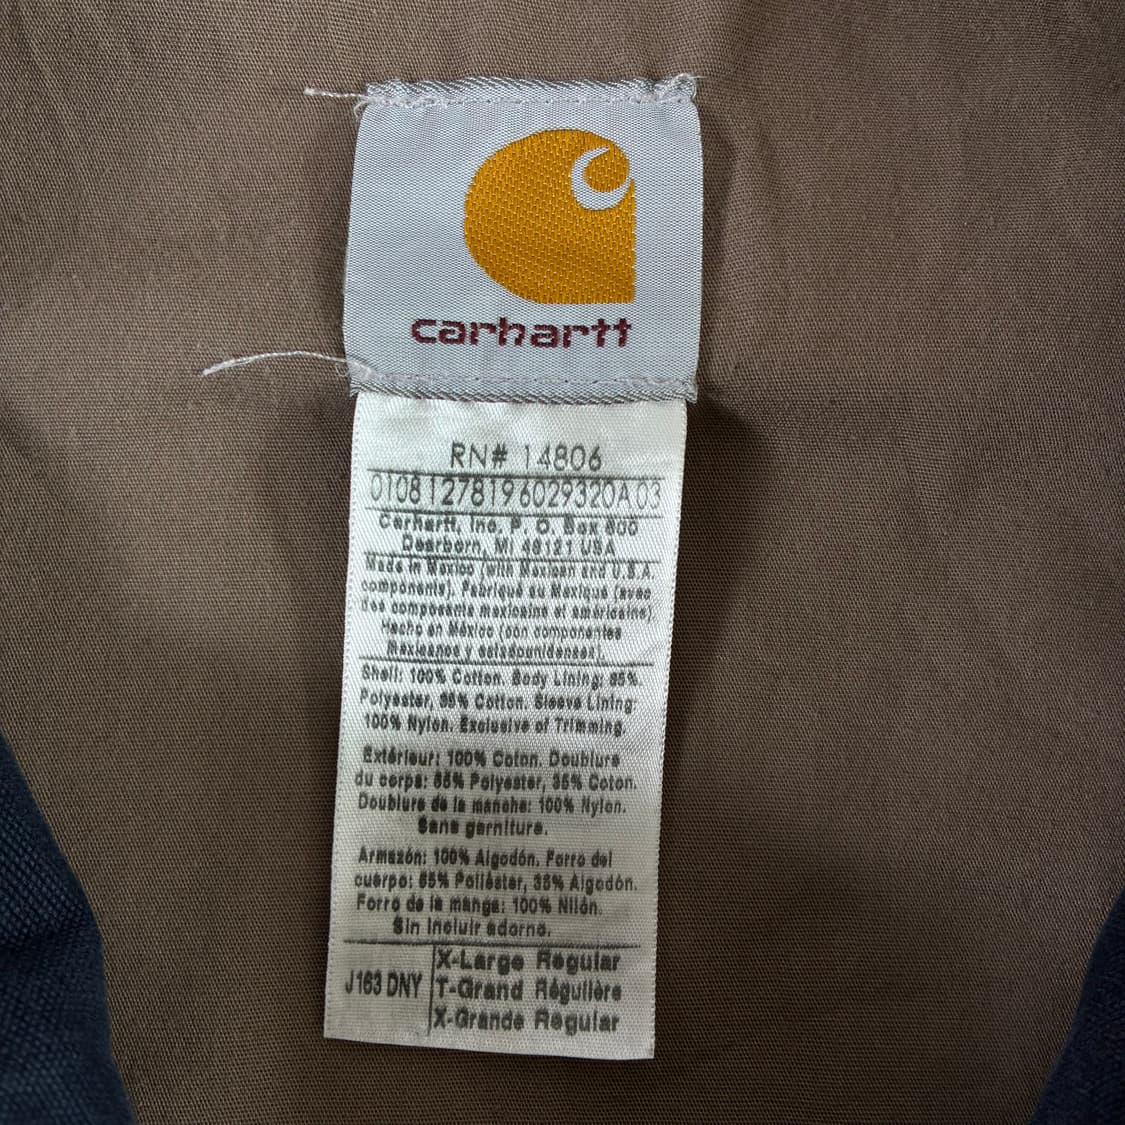 carhartt
RN# 14806
01081278196029320A03
Carhartt, Inc. P. O. Box 600
Dearborn, MI 48121 USA
Made in Mexico (with Mexican and U.S.A.
components). Fabriqué au Mexique (avec
des composants mexicains et américains).
Hecho en México (con componentes
Mexicanos y estadounidenses).
Shell: 100% Cotton. Body Lining: 65%
Polyester, 35% Cotton. Sleeve Lining:
100% Nylon. Exclusive of Trimming.
Extérieur: 100% Coton. Doublure
du corps: 65% Polyester, 35% Coton.
Doublure de la manche: 100% Nylon.
Sans garniture.
Armazón: 100% Algodón. Forro del
cuerpo: 65% Poliéster, 35% Algodón.
Forro de la manga: 100% Nilón.
Sin incluir adorno.
J163 DNY
X-Large Regular
T-Grand Régulière
X-Grande Regular